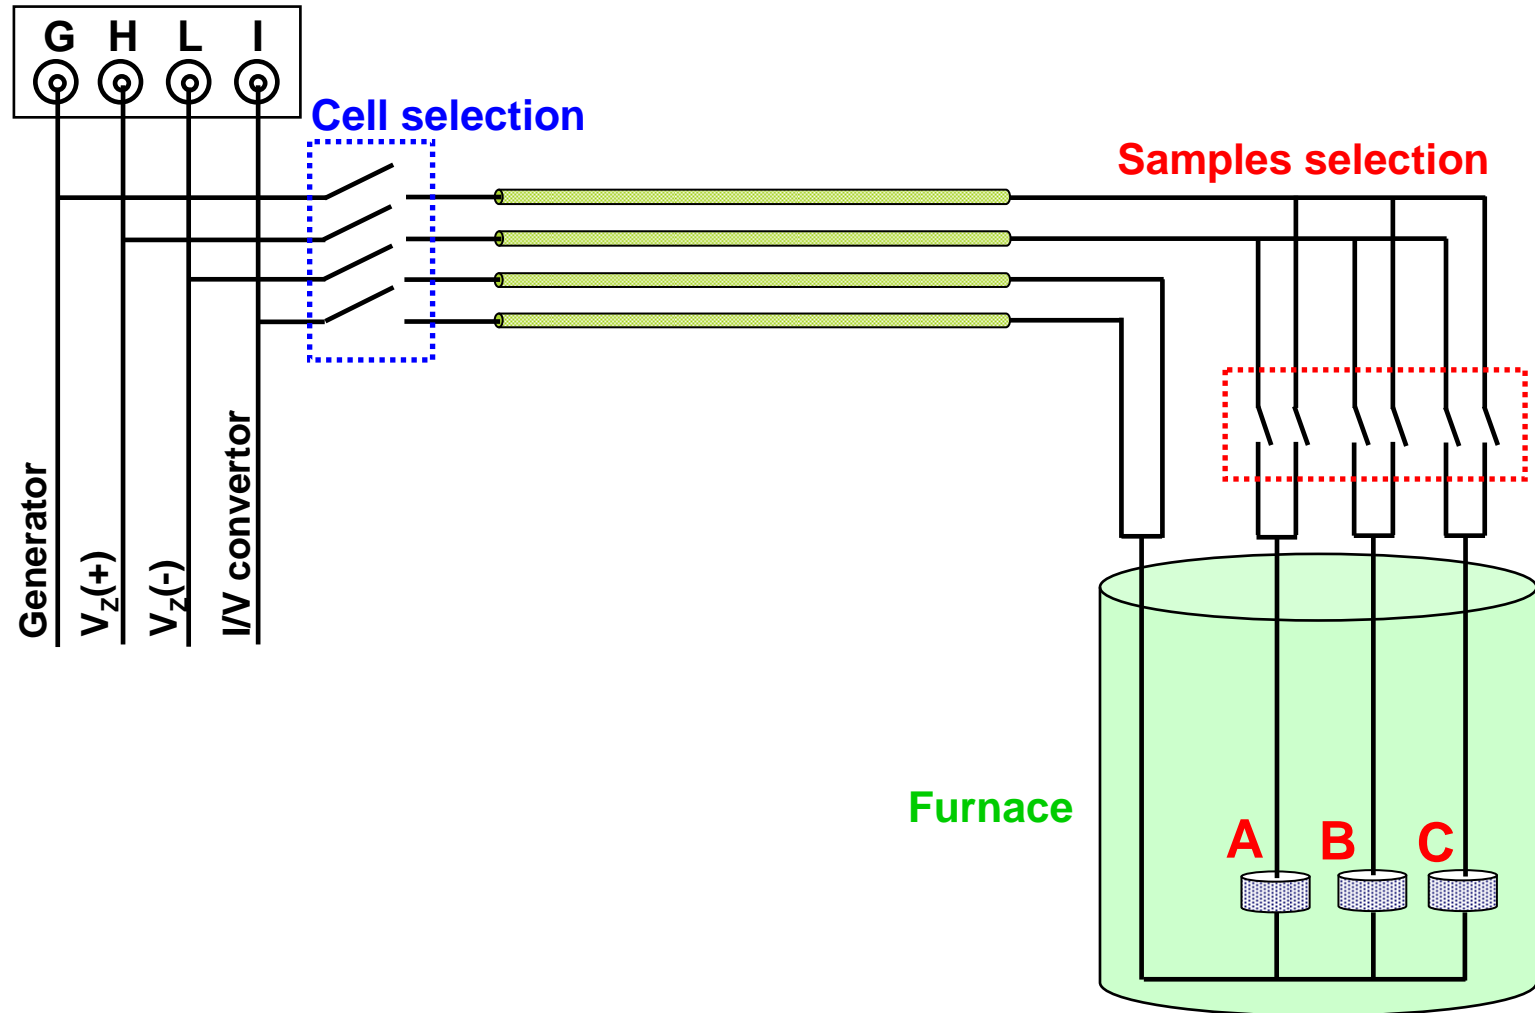 G H L I
Cell selection
Samples selection
Generator
VZ(+)
VZ(-)
I/V convertor
Furnace
A B C